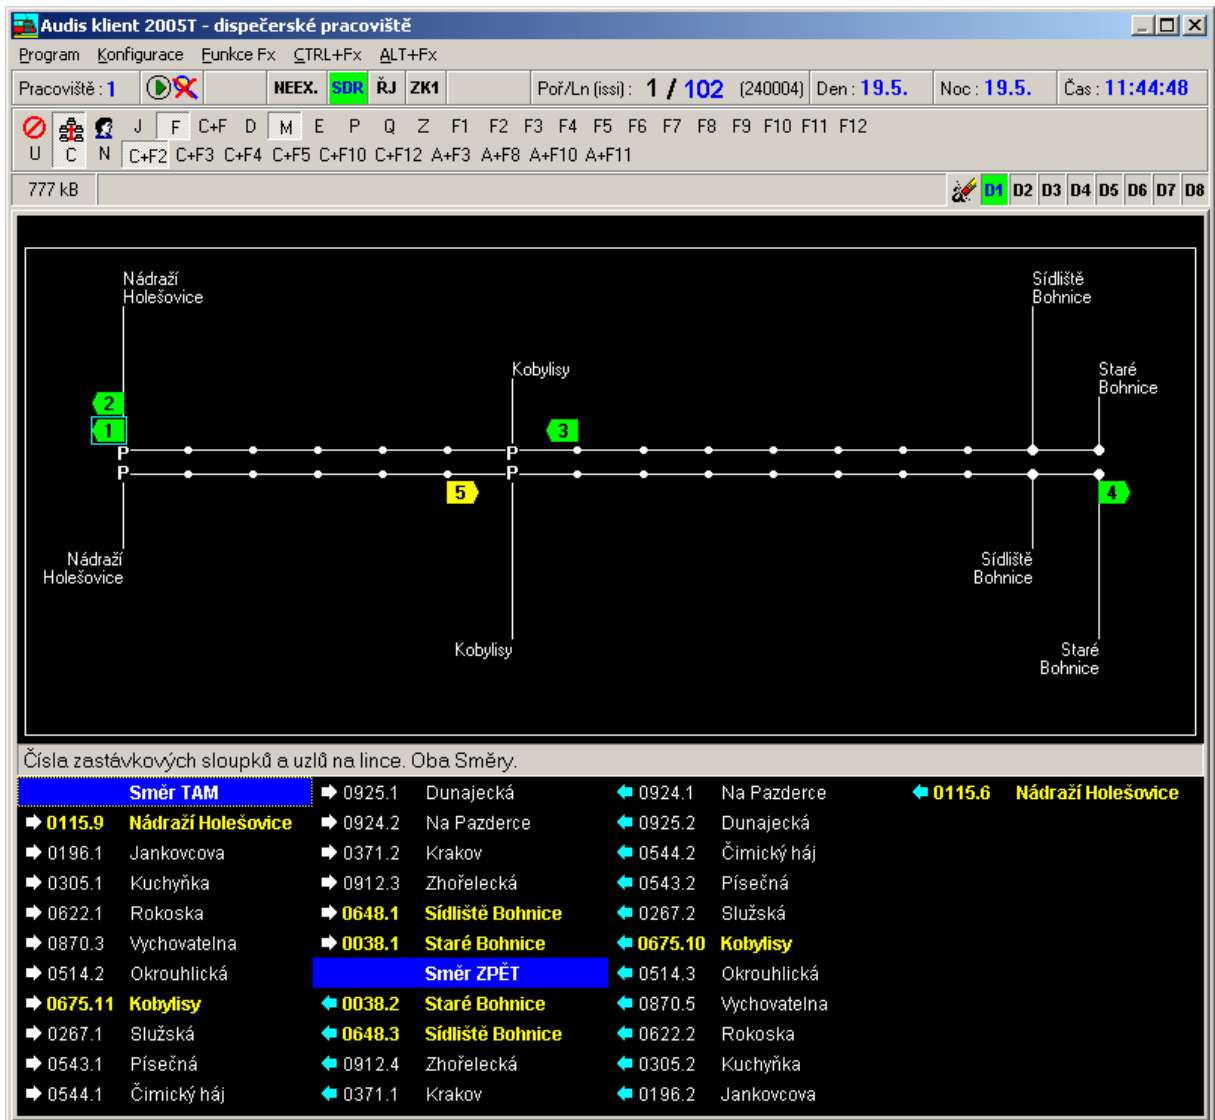 Audis klient 2005T - dispečerské pracoviště
Program Konfigurace Funkce Fx CTRL+Fx ALT+Fx
Pracoviště : 1 NEEX. SDR ŘJ ZK1 Poř/Ln (issi) : 1 / 102 (240004) Den : 19.5. Noc : 19.5. Čas : 11:44:48
J F C+F D M E P Q Z F1 F2 F3 F4 F5 F6 F7 F8 F9 F10 F11 F12
U C N C+F2 C+F3 C+F4 C+F5 C+F10 C+F12 A+F3 A+F8 A+F10 A+F11
777 kB D1 D2 D3 D4 D5 D6 D7 D8
Nádraží
Holešovice
Sídliště
Bohnice
Kobylisy
Staré
Bohnice
2
1
3
P P
P P
5
4
Nádraží
Holešovice
Sídliště
Bohnice
Kobylisy
Staré
Bohnice
Čísla zastávkových sloupků a uzlů na lince. Oba Směry.
Směr TAM
0115.9 Nádraží Holešovice
0196.1 Jankovcova
0305.1 Kuchyňka
0622.1 Rokoska
0870.3 Vychovatelna
0514.2 Okrouhlická
0675.11 Kobylisy
0267.1 Služská
0543.1 Písečná
0544.1 Čimický háj
0925.1 Dunajecká
0924.2 Na Pazderce
0371.2 Krakov
0912.3 Zhořelecká
0648.1 Sídliště Bohnice
0038.1 Staré Bohnice
Směr ZPĚT
0038.2 Staré Bohnice
0648.3 Sídliště Bohnice
0912.4 Zhořelecká
0371.1 Krakov
0924.1 Na Pazderce
0925.2 Dunajecká
0544.2 Čimický háj
0543.2 Písečná
0267.2 Služská
0675.10 Kobylisy
0514.3 Okrouhlická
0870.5 Vychovatelna
0622.2 Rokoska
0305.2 Kuchyňka
0196.2 Jankovcova
0115.6 Nádraží Holešovice